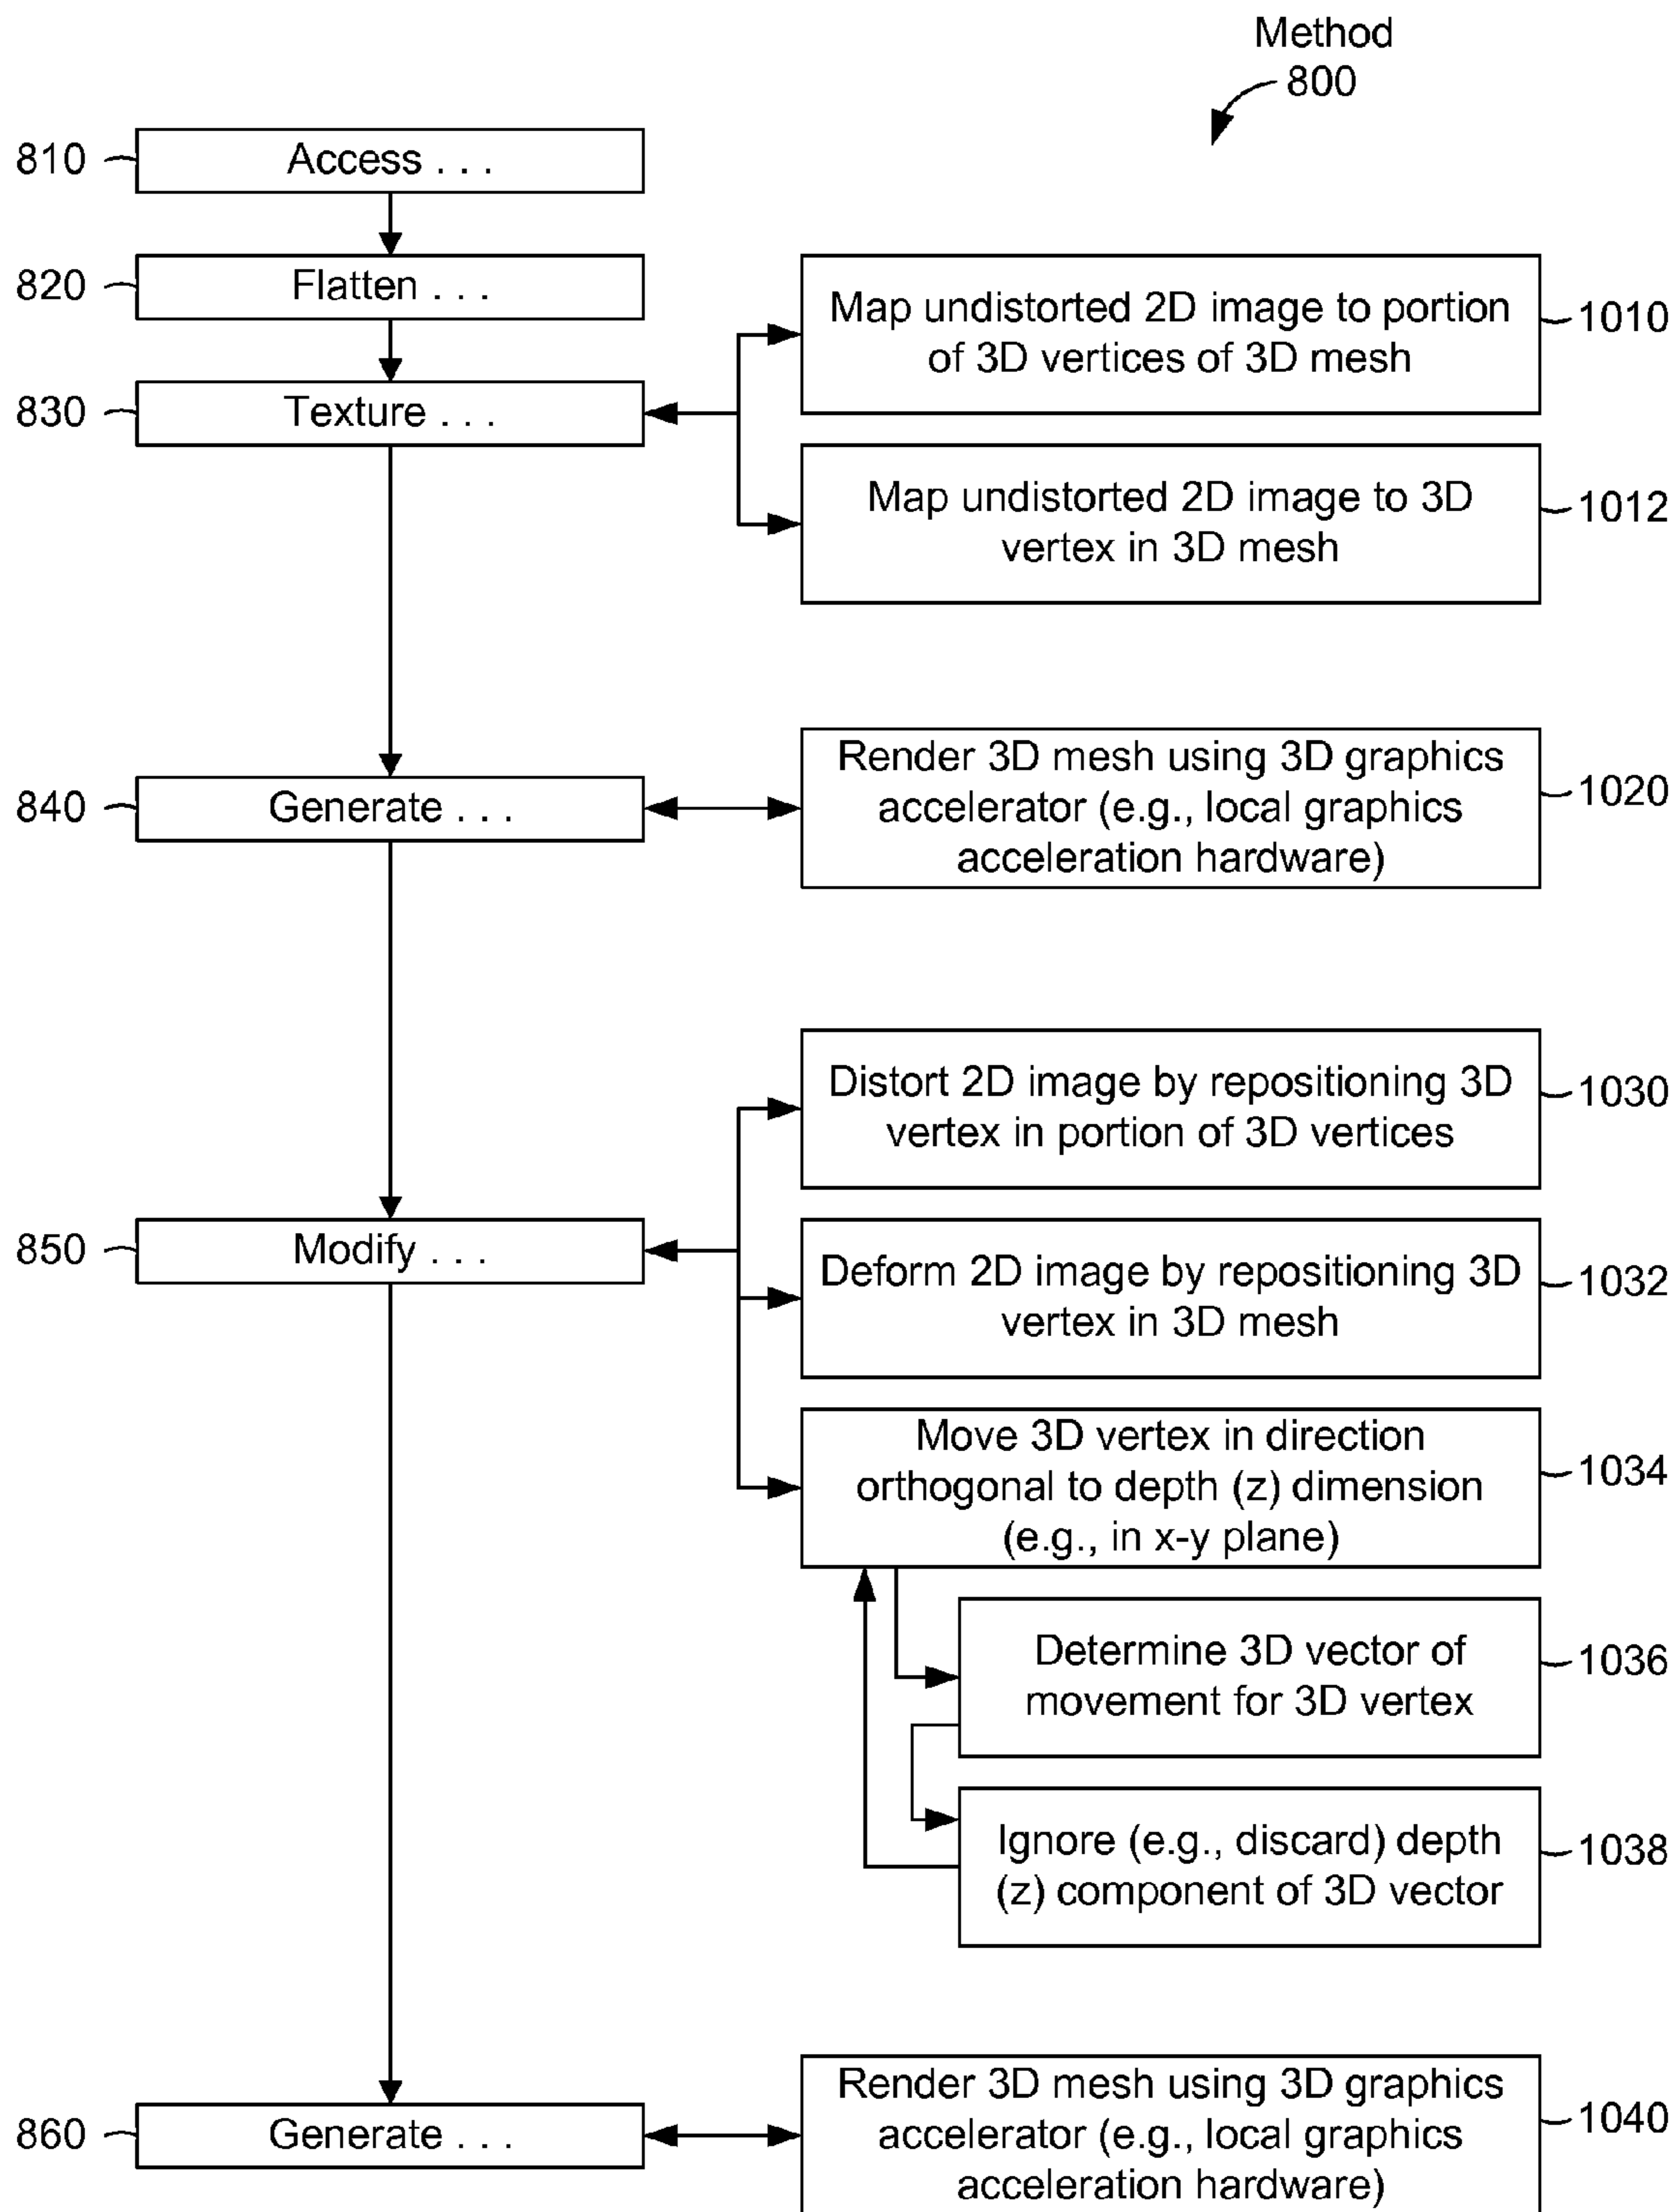 Method
800
810
Access . . .
820
Flatten . . .
830
Texture . . .
Map undistorted 2D image to portion
of 3D vertices of 3D mesh
1010
Map undistorted 2D image to 3D
vertex in 3D mesh
1012
840
Generate . . .
Render 3D mesh using 3D graphics
accelerator (e.g., local graphics
acceleration hardware)
1020
850
Modify . . .
Distort 2D image by repositioning 3D
vertex in portion of 3D vertices
1030
Deform 2D image by repositioning 3D
vertex in 3D mesh
1032
Move 3D vertex in direction
orthogonal to depth (z) dimension
(e.g., in x-y plane)
1034
Determine 3D vector of
movement for 3D vertex
1036
Ignore (e.g., discard) depth
(z) component of 3D vector
1038
860
Generate . . .
Render 3D mesh using 3D graphics
accelerator (e.g., local graphics
acceleration hardware)
1040